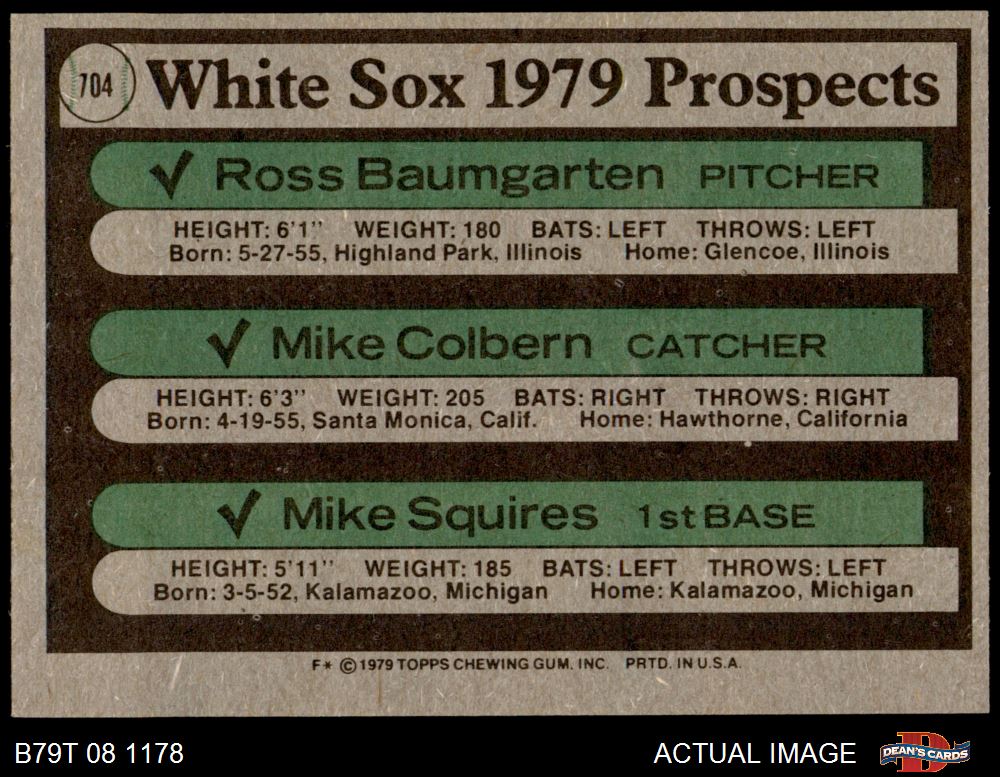 704 White Sox 1979 Prospects
✓ Ross Baumgarten PITCHER
HEIGHT: 6'1'' WEIGHT: 180 BATS: LEFT THROWS: LEFT
Born: 5-27-55, Highland Park, Illinois Home: Glencoe, Illinois
✓ Mike Colbern CATCHER
HEIGHT: 6'3'' WEIGHT: 205 BATS: RIGHT THROWS: RIGHT
Born: 4-19-55, Santa Monica, Calif. Home: Hawthorne, California
✓ Mike Squires 1st BASE
HEIGHT: 5'11'' WEIGHT: 185 BATS: LEFT THROWS: LEFT
Born: 3-5-52, Kalamazoo, Michigan Home: Kalamazoo, Michigan
F* ©1979 TOPPS CHEWING GUM, INC. PRTD. IN U.S.A.
B79T 08 1178 ACTUAL IMAGE D DEAN'S CARDS